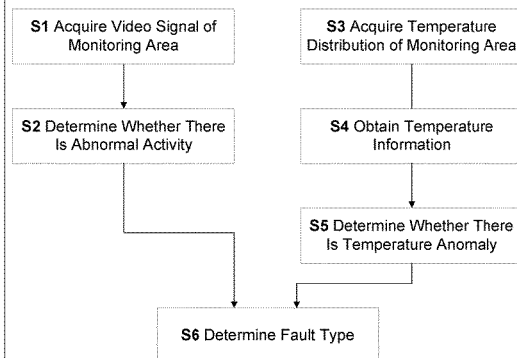 S1 Acquire Video Signal of
Monitoring Area
S3 Acquire Temperature
Distribution of Monitoring Area
S2 Determine Whether There
Is Abnormal Activity
S4 Obtain Temperature
Information
S5 Determine Whether There
Is Temperature Anomaly
S6 Determine Fault Type